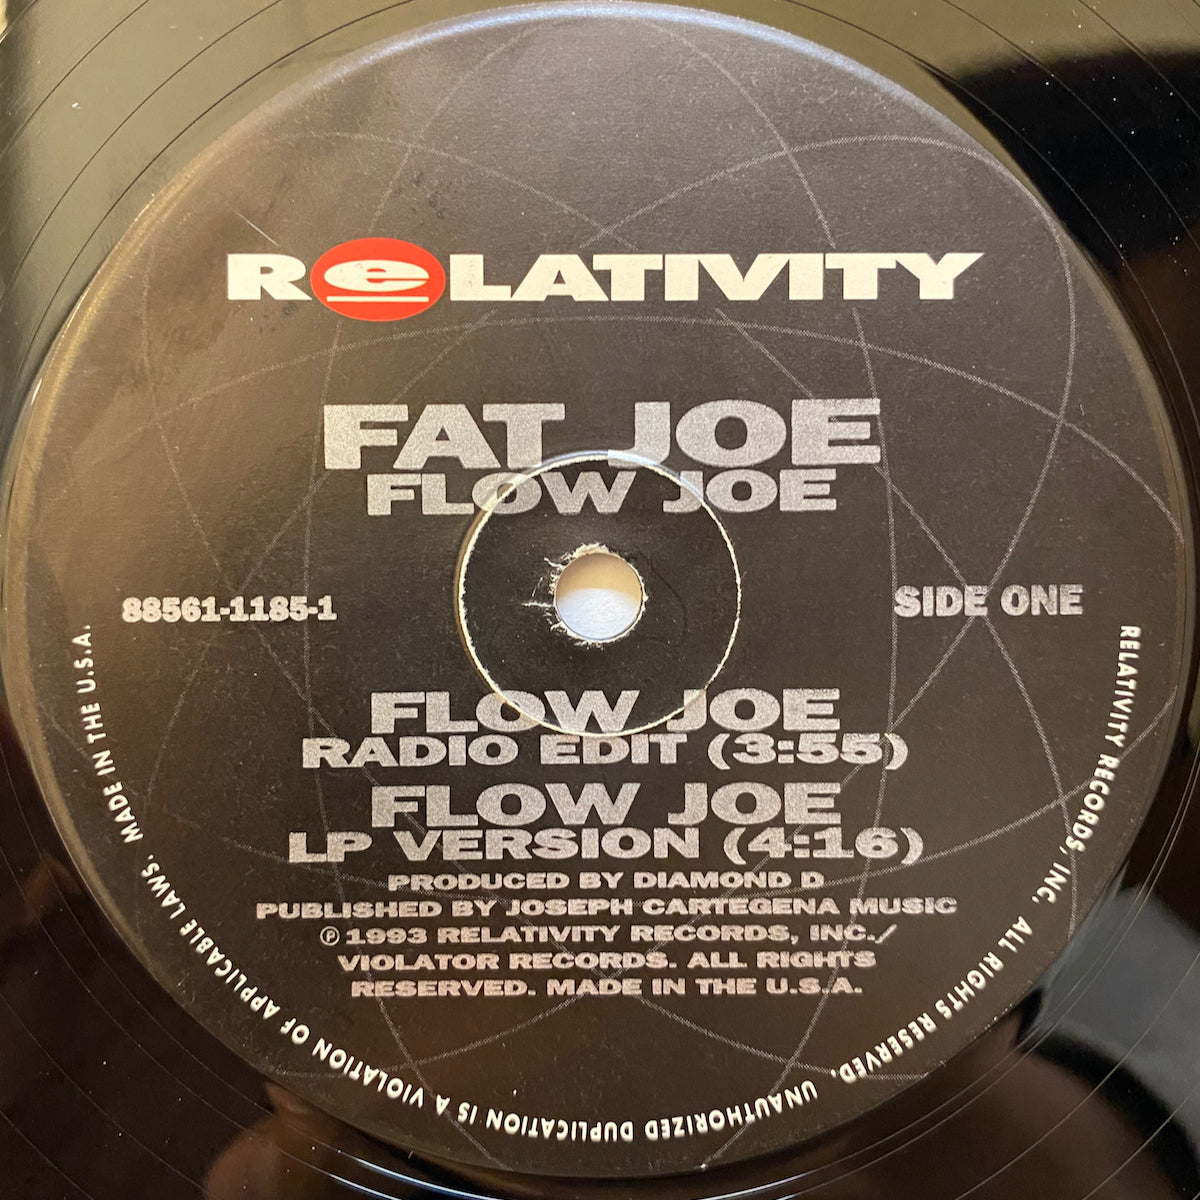 RELATIVITY
FAT JOE
FLOW JOE
88561-1185-1
SIDE ONE
FLOW JOE
RADIO EDIT (3:55)
FLOW JOE
LP VERSION (4:16)
PRODUCED BY DIAMOND D
PUBLISHED BY JOSEPH CARTEGENA MUSIC
℗ 1993 RELATIVITY RECORDS, INC./
VIOLATOR RECORDS. ALL RIGHTS
RESERVED. MADE IN THE U.S.A.
RELATIVITY RECORDS, INC. ALL RIGHTS RESERVED. UNAUTHORIZED DUPLICATION IS A VIOLATION OF APPLICABLE LAWS. MADE IN THE U.S.A.